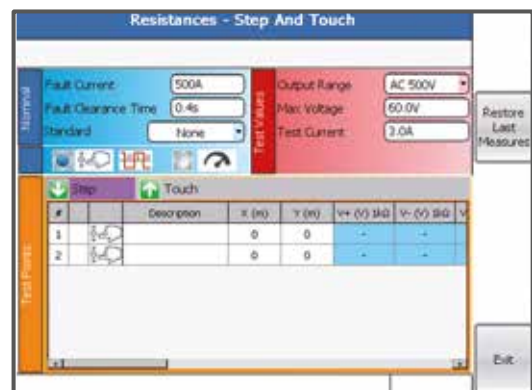 Resistances - Step And Touch
Nominal
Fault Current 500A
Fault Clearance Time 0.4s
Standard None
Test Values
Output Range AC 500V
Max Voltage 60.0V
Test Current 3.0A
Restore Last Measures
Step Touch
Test Points
# Description X (m) Y (m) V+ (V) 1kΩ V- (V) 1kΩ V
1 0 0 - -
2 0 0 - -
Exit